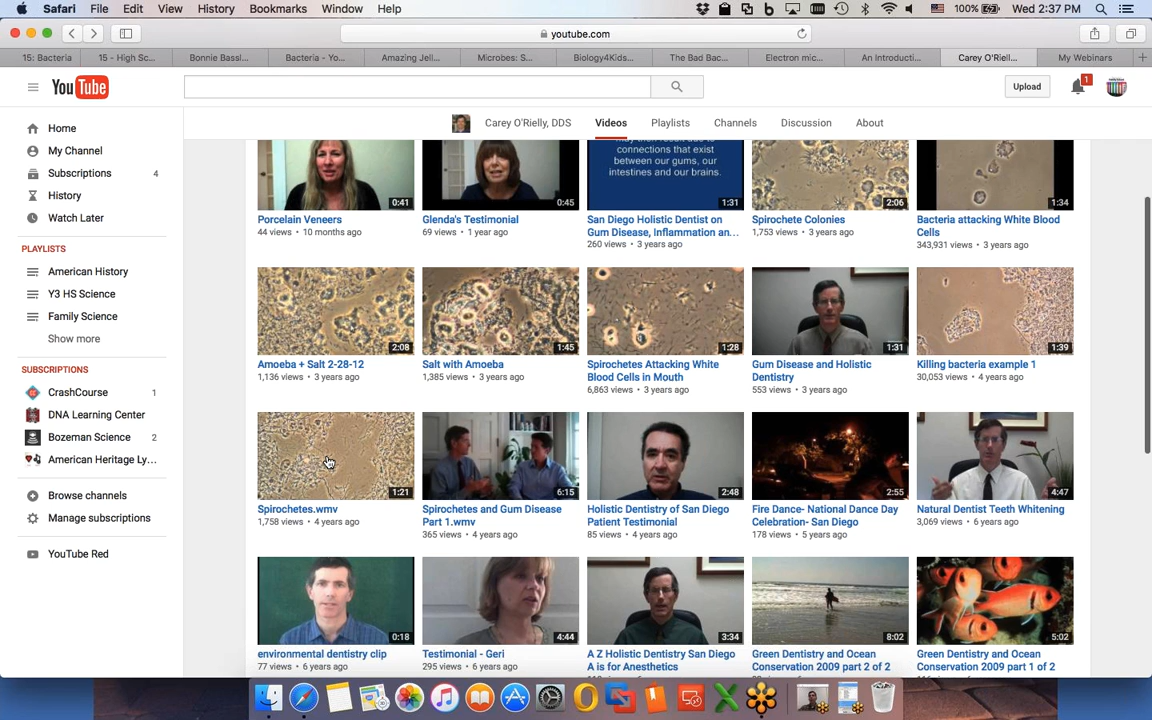 Safari File Edit View History Bookmarks Window Help 100% Wed 2:37 PM
youtube.com
15: Bacteria 15 - High Sc... Bonnie Bassl... Bacteria - Yo... Amazing Jell... Microbes: S... Biology4Kids... The Bad Bac... Electron mic... An Introducti... Carey O'Riell... My Webinars
YouTube Upload 1
Carey O'Rielly, DDS Videos Playlists Channels Discussion About
Home
My Channel
Subscriptions 4
History
Watch Later
PLAYLISTS
American History
Y3 HS Science
Family Science
Show more
SUBSCRIPTIONS
CrashCourse 1
DNA Learning Center
Bozeman Science 2
American Heritage Ly...
Browse channels
Manage subscriptions
YouTube Red
connections that exist
between our gums, our
intestines and our brains.
0:41 0:45 1:31 2:06 1:34
Porcelain Veneers
44 views • 10 months ago
Glenda's Testimonial
69 views • 1 year ago
San Diego Holistic Dentist on
Gum Disease, Inflammation an...
260 views • 3 years ago
Spirochete Colonies
1,753 views • 3 years ago
Bacteria attacking White Blood
Cells
343,931 views • 3 years ago
2:08 1:45 1:28 1:31 1:39
Amoeba + Salt 2-28-12
1,136 views • 3 years ago
Salt with Amoeba
1,385 views • 3 years ago
Spirochetes Attacking White
Blood Cells in Mouth
6,863 views • 3 years ago
Gum Disease and Holistic
Dentistry
553 views • 3 years ago
Killing bacteria example 1
30,053 views • 4 years ago
1:21 6:15 2:48 2:55 4:47
Spirochetes.wmv
1,758 views • 4 years ago
Spirochetes and Gum Disease
Part 1.wmv
365 views • 4 years ago
Holistic Dentistry of San Diego
Patient Testimonial
85 views • 4 years ago
Fire Dance- National Dance Day
Celebration- San Diego
178 views • 5 years ago
Natural Dentist Teeth Whitening
3,069 views • 6 years ago
0:18 4:44 3:34 8:02 5:02
environmental dentistry clip
77 views • 6 years ago
Testimonial - Geri
295 views • 6 years ago
A Z Holistic Dentistry San Diego
A is for Anesthetics
Green Dentistry and Ocean
Conservation 2009 part 2 of 2
Green Dentistry and Ocean
Conservation 2009 part 1 of 2